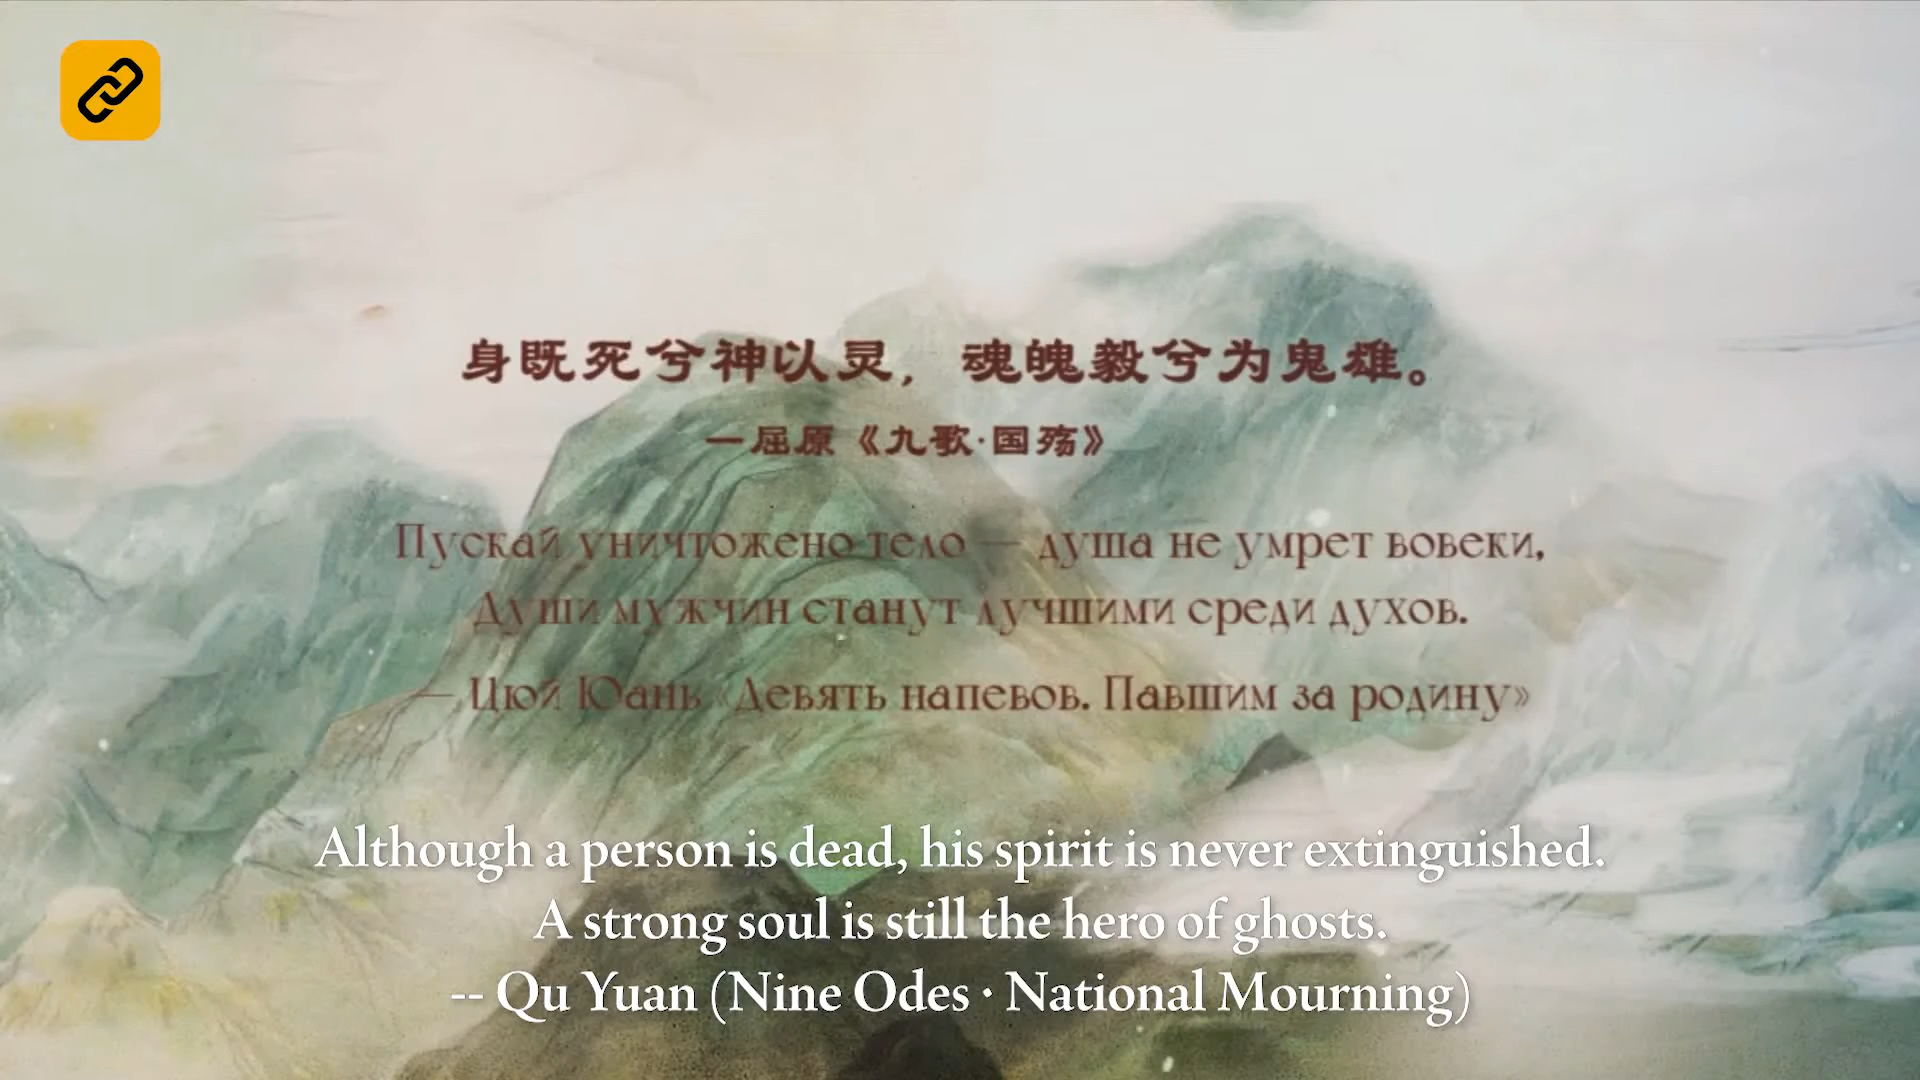 身既死兮神以灵，魂魄毅兮为鬼雄。
—屈原《九歌·国殇》
Пускай уничтожено тело — душа не умрет вовеки,
Души мужчин станут лучшими среди духов.
— Цюй Юань «Девять напевов. Павшим за родину»
Although a person is dead, his spirit is never extinguished.
A strong soul is still the hero of ghosts.
-- Qu Yuan (Nine Odes · National Mourning)